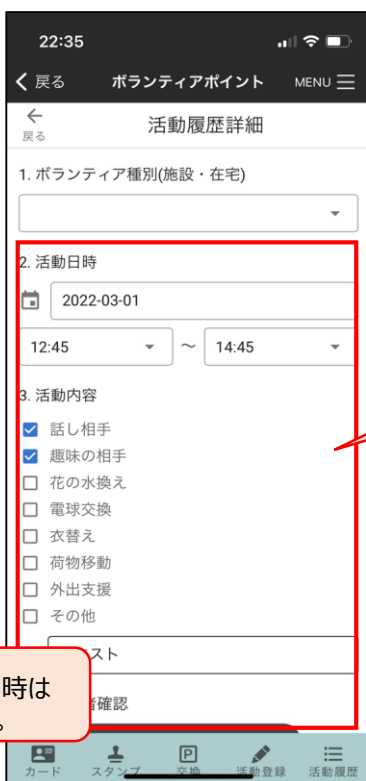 22:35
戻る ボランティアポイント MENU
戻る 活動履歴詳細
1. ボランティア種別(施設・在宅)
2. 活動日時
2022-03-01
12:45 ～ 14:45
3. 活動内容
話し相手
趣味の相手
花の水換え
電球交換
衣替え
荷物移動
外出支援
その他
スト
時は
。
確認
カード スタンプ 交換 活動登録 活動履歴